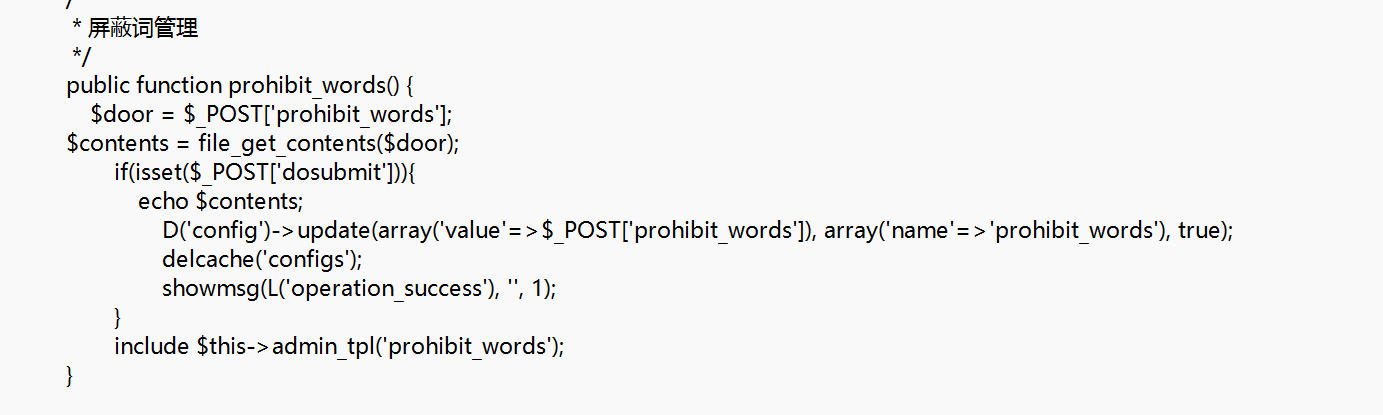 /
* 屏蔽词管理
*/
public function prohibit_words() {
$door = $_POST['prohibit_words'];
$contents = file_get_contents($door);
if(isset($_POST['dosubmit'])){
echo $contents;
D('config')->update(array('value'=>$_POST['prohibit_words']), array('name'=>'prohibit_words'), true);
delcache('configs');
showmsg(L('operation_success'), '', 1);
}
include $this->admin_tpl('prohibit_words');
}